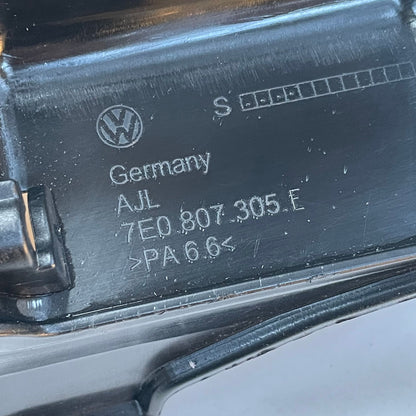 S
Germany
AJL
7E0 807 305 E
>PA 6.6<